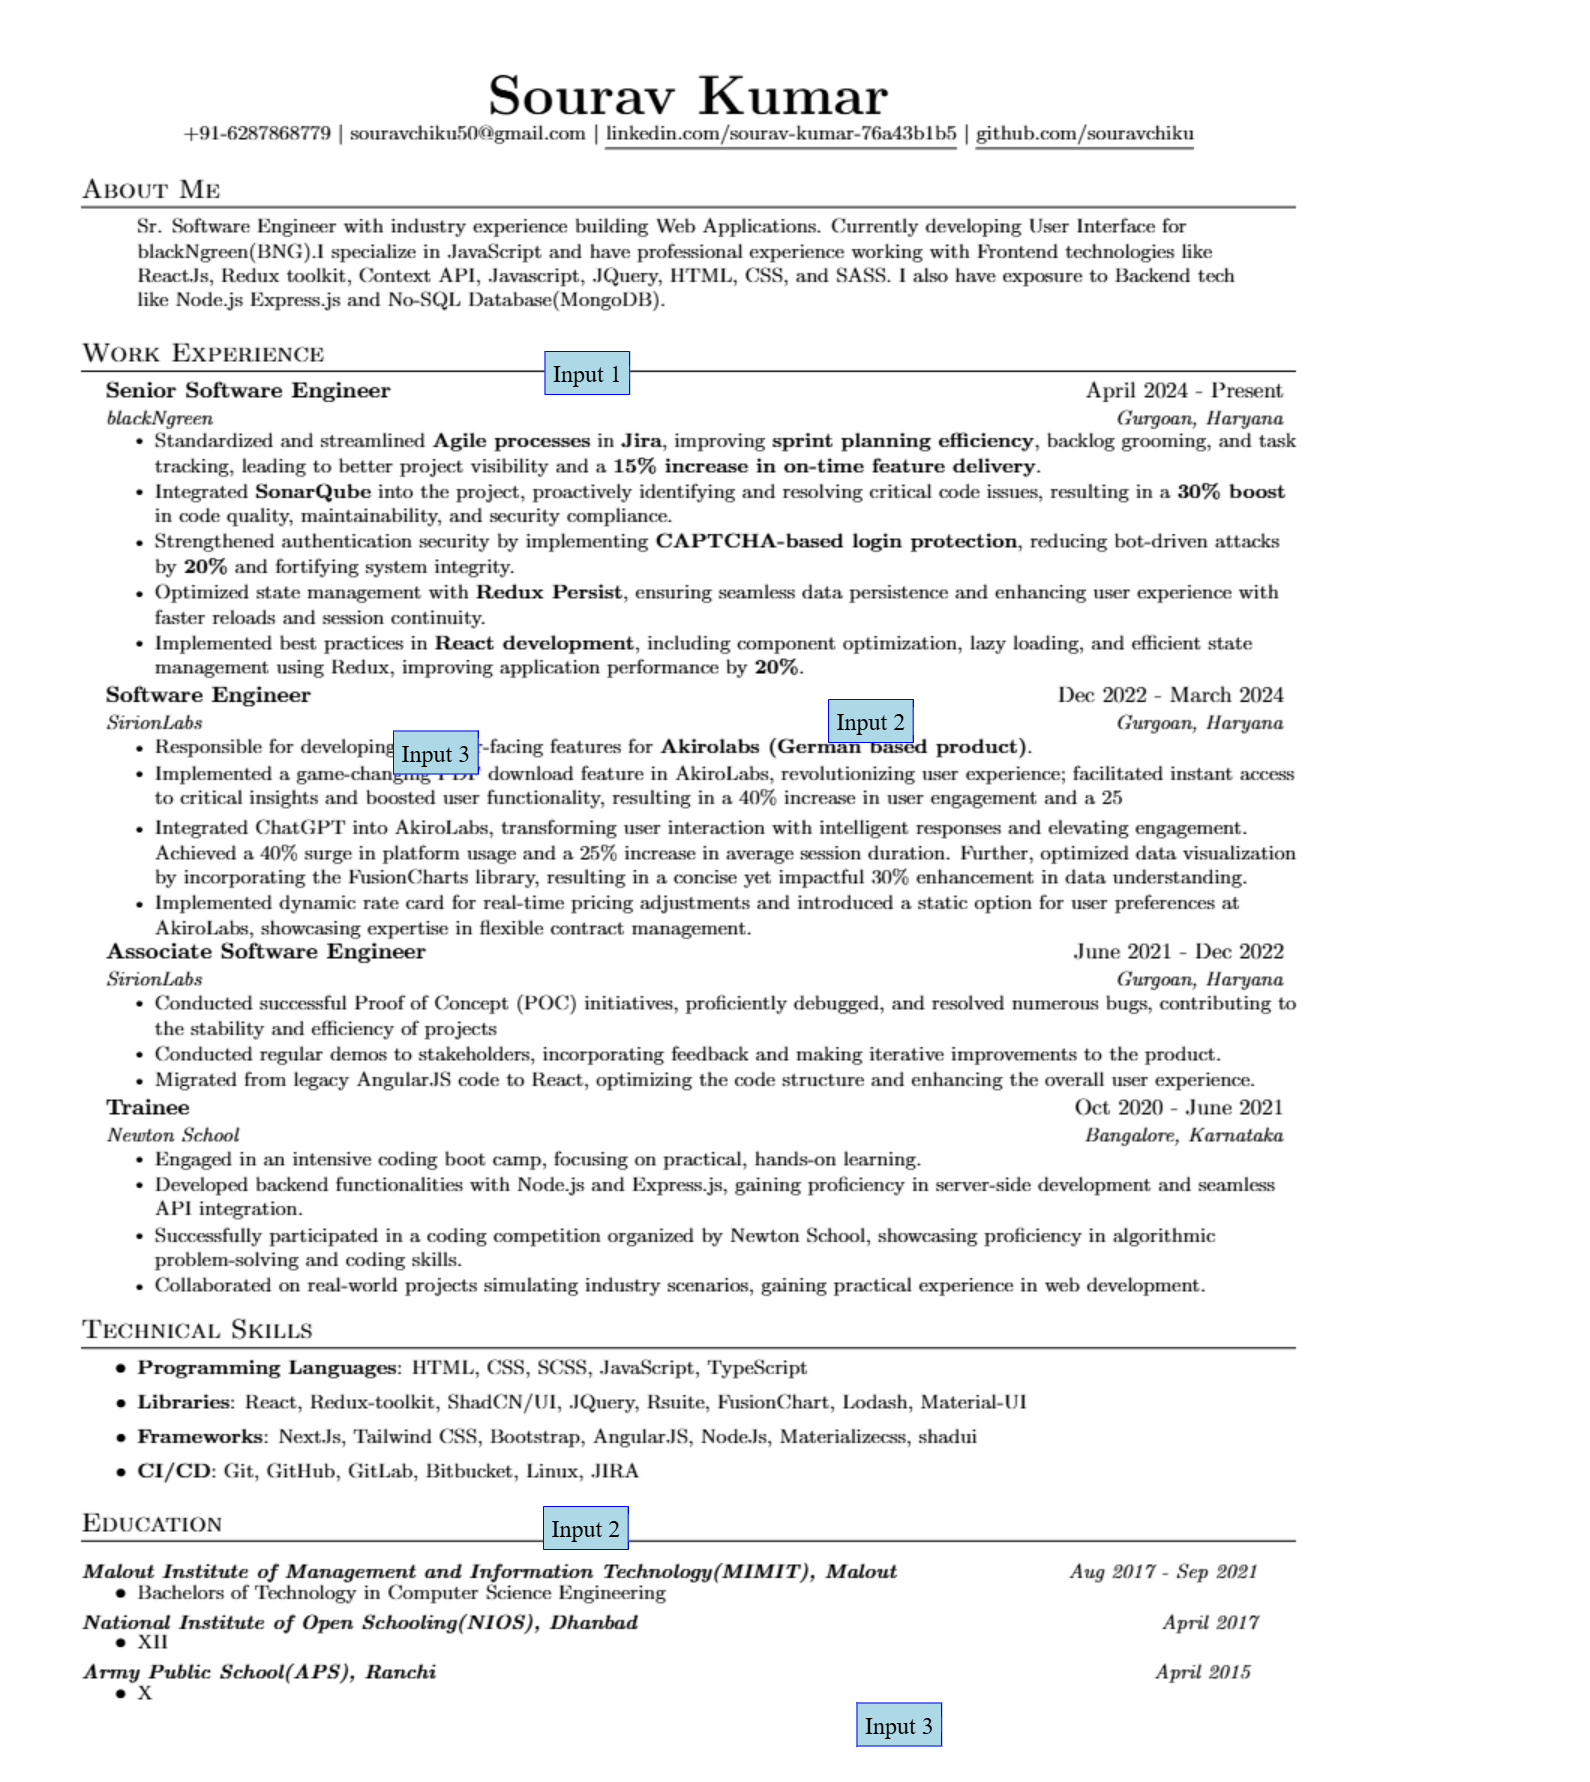 Sourav Kumar
+91-6287868779 | souravchiku50@gmail.com | linkedin.com/sourav-kumar-76a43b1b5 | github.com/souravchiku
About Me
Sr. Software Engineer with industry experience building Web Applications. Currently developing User Interface for
blackNgreen(BNG).I specialize in JavaScript and have professional experience working with Frontend technologies like
ReactJs, Redux toolkit, Context API, Javascript, JQuery, HTML, CSS, and SASS. I also have exposure to Backend tech
like Node.js Express.js and No-SQL Database(MongoDB).
Work Experience
Input 1
Senior Software Engineer April 2024 - Present
blackNgreen Gurgoan, Haryana
• Standardized and streamlined Agile processes in Jira, improving sprint planning efficiency, backlog grooming, and task
tracking, leading to better project visibility and a 15% increase in on-time feature delivery.
• Integrated SonarQube into the project, proactively identifying and resolving critical code issues, resulting in a 30% boost
in code quality, maintainability, and security compliance.
• Strengthened authentication security by implementing CAPTCHA-based login protection, reducing bot-driven attacks
by 20% and fortifying system integrity.
• Optimized state management with Redux Persist, ensuring seamless data persistence and enhancing user experience with
faster reloads and session continuity.
• Implemented best practices in React development, including component optimization, lazy loading, and efficient state
management using Redux, improving application performance by 20%.
Software Engineer Dec 2022 - March 2024
SirionLabs Input 2 Gurgoan, Haryana
• Responsible for developing Input 3 -facing features for Akirolabs (German based product).
• Implemented a game-changing download feature in AkiroLabs, revolutionizing user experience; facilitated instant access
to critical insights and boosted user functionality, resulting in a 40% increase in user engagement and a 25
• Integrated ChatGPT into AkiroLabs, transforming user interaction with intelligent responses and elevating engagement.
Achieved a 40% surge in platform usage and a 25% increase in average session duration. Further, optimized data visualization
by incorporating the FusionCharts library, resulting in a concise yet impactful 30% enhancement in data understanding.
• Implemented dynamic rate card for real-time pricing adjustments and introduced a static option for user preferences at
AkiroLabs, showcasing expertise in flexible contract management.
Associate Software Engineer June 2021 - Dec 2022
SirionLabs Gurgoan, Haryana
• Conducted successful Proof of Concept (POC) initiatives, proficiently debugged, and resolved numerous bugs, contributing to
the stability and efficiency of projects
• Conducted regular demos to stakeholders, incorporating feedback and making iterative improvements to the product.
• Migrated from legacy AngularJS code to React, optimizing the code structure and enhancing the overall user experience.
Trainee Oct 2020 - June 2021
Newton School Bangalore, Karnataka
• Engaged in an intensive coding boot camp, focusing on practical, hands-on learning.
• Developed backend functionalities with Node.js and Express.js, gaining proficiency in server-side development and seamless
API integration.
• Successfully participated in a coding competition organized by Newton School, showcasing proficiency in algorithmic
problem-solving and coding skills.
• Collaborated on real-world projects simulating industry scenarios, gaining practical experience in web development.
Technical Skills
• Programming Languages: HTML, CSS, SCSS, JavaScript, TypeScript
• Libraries: React, Redux-toolkit, ShadCN/UI, JQuery, Rsuite, FusionChart, Lodash, Material-UI
• Frameworks: NextJs, Tailwind CSS, Bootstrap, AngularJS, NodeJs, Materializecss, shadui
• CI/CD: Git, GitHub, GitLab, Bitbucket, Linux, JIRA
Education
Input 2
Malout Institute of Management and Information Technology(MIMIT), Malout Aug 2017 - Sep 2021
• Bachelors of Technology in Computer Science Engineering
National Institute of Open Schooling(NIOS), Dhanbad April 2017
• XII
Army Public School(APS), Ranchi April 2015
• X
Input 3